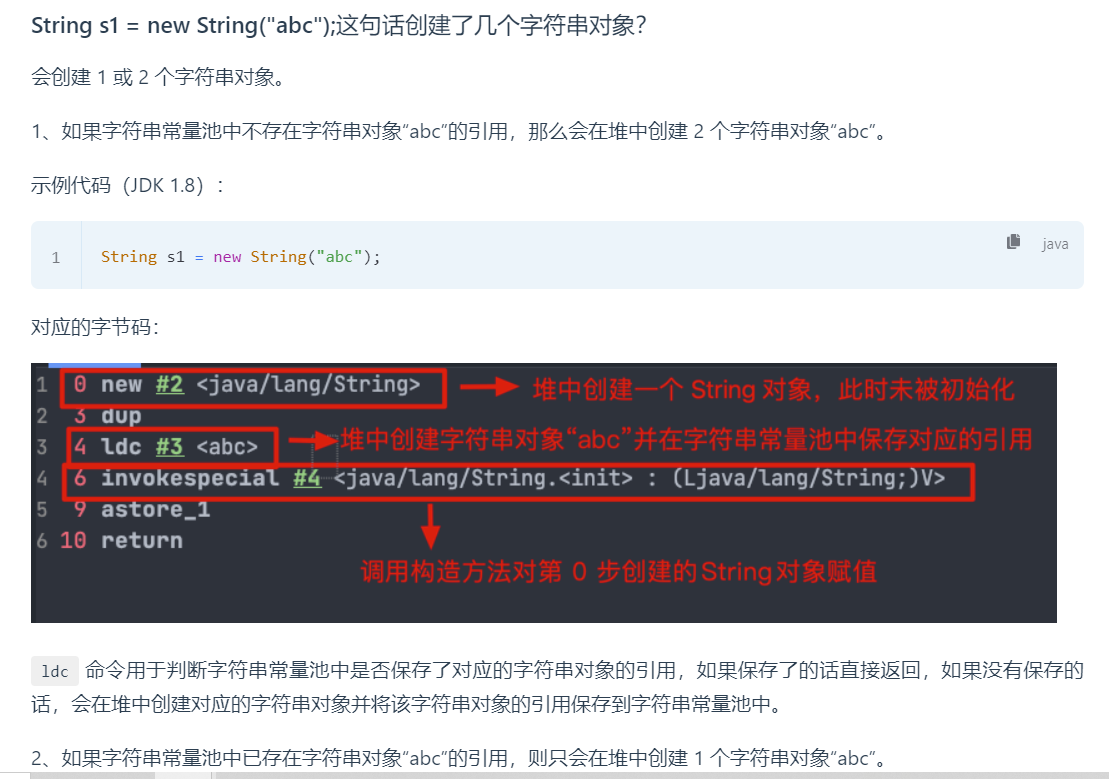 String s1 = new String("abc");这句话创建了几个字符串对象？
会创建 1 或 2 个字符串对象。
1、如果字符串常量池中不存在字符串对象“abc”的引用，那么会在堆中创建 2 个字符串对象“abc”。
示例代码（JDK 1.8）：
1 String s1 = new String("abc"); java
对应的字节码：
1 0 new #2 <java/lang/String> 堆中创建一个 String 对象，此时未被初始化
2 3 dup
3 4 ldc #3 <abc> 堆中创建字符串对象“abc”并在字符串常量池中保存对应的引用
4 6 invokespecial #4 <java/lang/String.<init> : (Ljava/lang/String;)V>
5 9 astore_1
6 10 return
调用构造方法对第 0 步创建的String对象赋值
ldc 命令用于判断字符串常量池中是否保存了对应的字符串对象的引用，如果保存了的话直接返回，如果没有保存的
话，会在堆中创建对应的字符串对象并将该字符串对象的引用保存到字符串常量池中。
2、如果字符串常量池中已存在字符串对象“abc”的引用，则只会在堆中创建 1 个字符串对象“abc”。